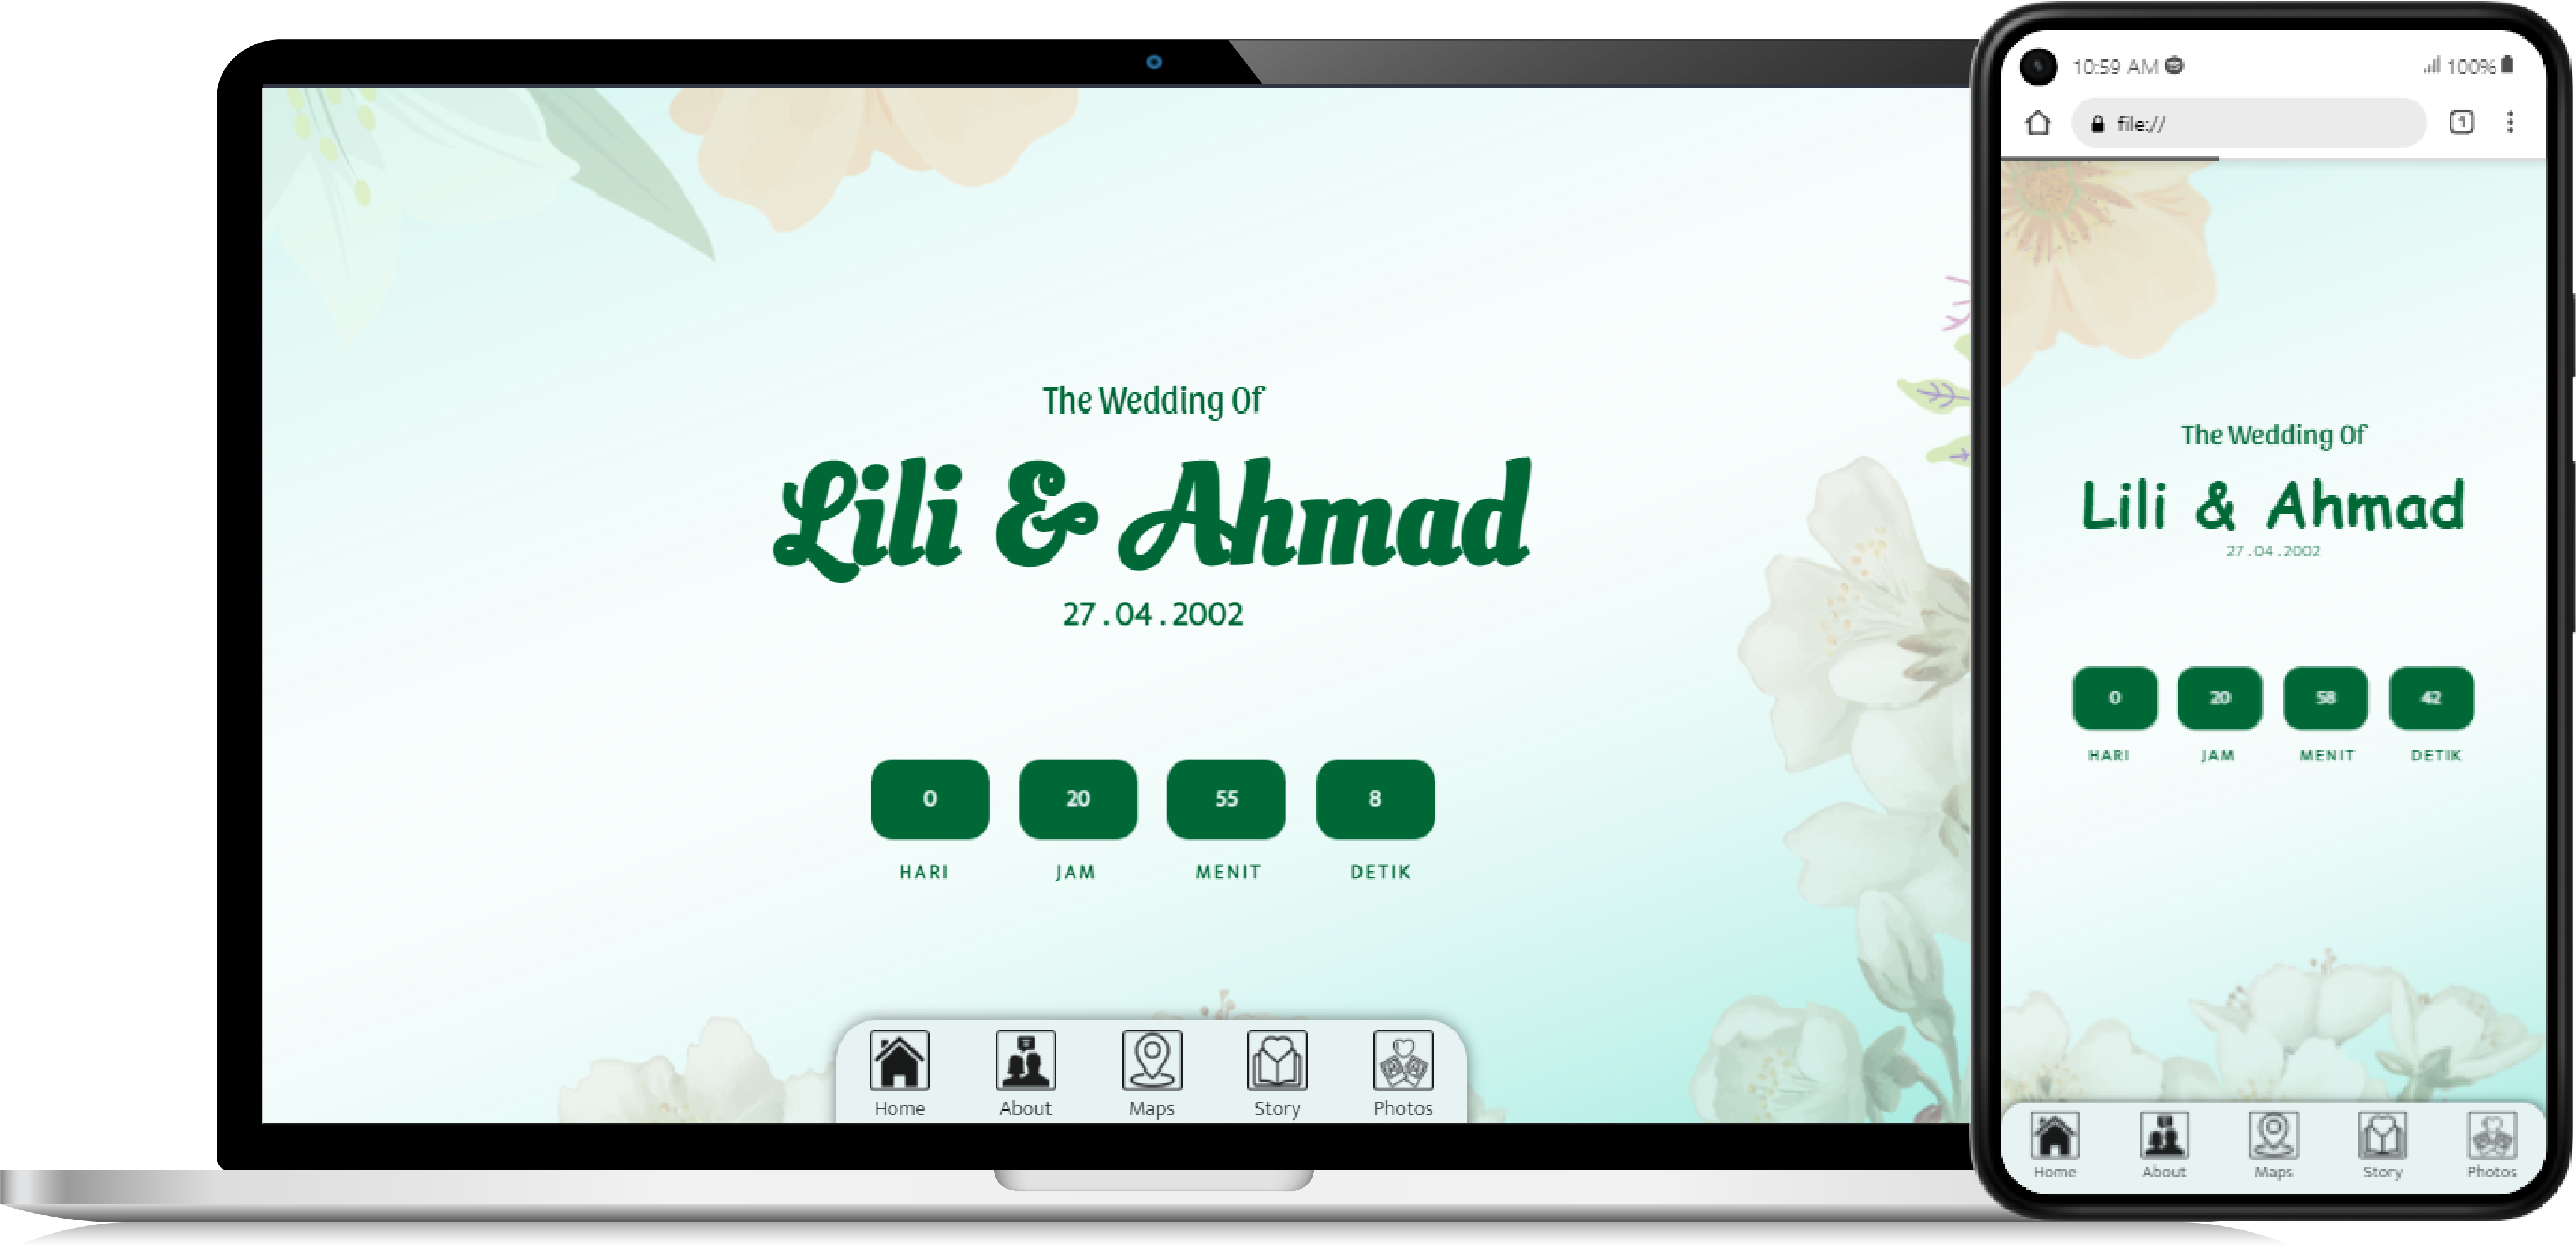 The Wedding Of
Lili & Ahmad
27.04.2002
0 20 55 8
HARI JAM MENIT DETIK
Home About Maps Story Photos
10:59 AM 100%
file:// 1
The Wedding Of
Lili & Ahmad
27.04.2002
0 20 58 42
HARI JAM MENIT DETIK
Home About Maps Story Photos